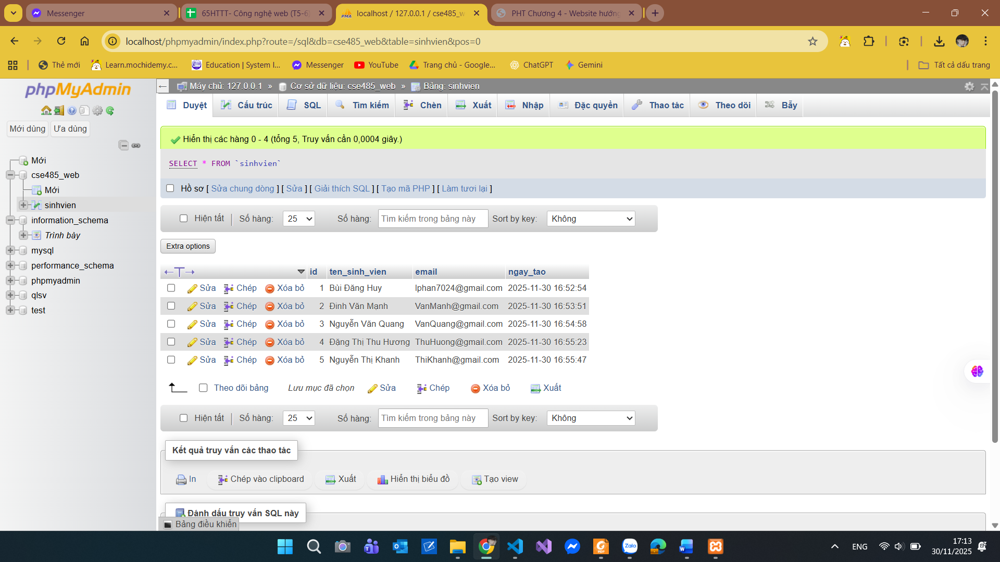 Messenger
65HTTT- Công nghệ web (T5-6)
localhost / 127.0.0.1 / cse485_w
PHT Chương 4 - Website hướng
localhost/phpmyadmin/index.php?route=/sql&db=cse485_web&table=sinhvien&pos=0
Thẻ mới
Learn.mochidemy.c...
Education | System I...
Messenger
YouTube
Trang chủ - Google...
ChatGPT
Gemini
Tất cả dấu trang
phpMyAdmin
Mới dùng
Ưa dùng
Mới
cse485_web
Mới
sinhvien
information_schema
Trình bày
mysql
performance_schema
phpmyadmin
qlsv
test
Máy chủ: 127.0.0.1 » Cơ sở dữ liệu: cse485_web » Bảng: sinhvien
Duyệt Cấu trúc SQL Tìm kiếm Chèn Xuất Nhập Đặc quyền Thao tác Theo dõi Bẫy
Hiển thị các hàng 0 - 4 (tổng 5, Truy vấn cần 0,0004 giây.)
SELECT * FROM `sinhvien`
Hồ sơ [ Sửa chung dòng ] [ Sửa ] [ Giải thích SQL ] [ Tạo mã PHP ] [ Làm tươi lại ]
Hiện tất Số hàng: 25 Số hàng: Tìm kiếm trong bảng này Sort by key: Không
Extra options
id ten_sinh_vien email ngay_tao
Sửa Chép Xóa bỏ 1 Bùi Đăng Huy lphan7024@gmail.com 2025-11-30 16:52:54
Sửa Chép Xóa bỏ 2 Đinh Văn Mạnh VanManh@gmail.com 2025-11-30 16:53:51
Sửa Chép Xóa bỏ 3 Nguyễn Văn Quang VanQuang@gmail.com 2025-11-30 16:54:58
Sửa Chép Xóa bỏ 4 Đặng Thị Thu Hương ThuHuong@gmail.com 2025-11-30 16:55:23
Sửa Chép Xóa bỏ 5 Nguyễn Thị Khanh ThiKhanh@gmail.com 2025-11-30 16:55:47
Theo dõi bảng Lưu mục đã chọn Sửa Chép Xóa bỏ Xuất
Hiện tất Số hàng: 25 Số hàng: Tìm kiếm trong bảng này Sort by key: Không
Kết quả truy vấn các thao tác
In Chép vào clipboard Xuất Hiển thị biểu đồ Tạo view
Đánh dấu truy vấn SQL này
Bảng điều khiển
Zalo
ENG
17:13
30/11/2025